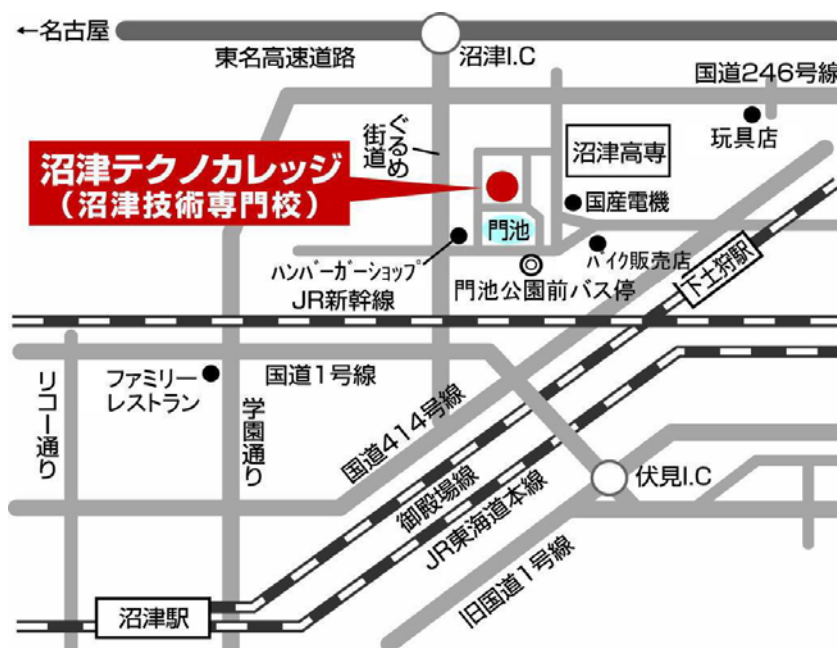 ←名古屋
東名高速道路
沼津I.C
国道246号線
ぐるめ
街道
沼津高専
玩具店
沼津テクノカレッジ
（沼津技術専門校）
国産電機
門池
ハンバーガーショップ
バイク販売店
下土狩駅
JR新幹線
門池公園前バス停
ファミリー
レストラン
国道1号線
リコー通り
学園通り
国道414号線
御殿場線
JR東海道本線
伏見I.C
旧国道1号線
沼津駅